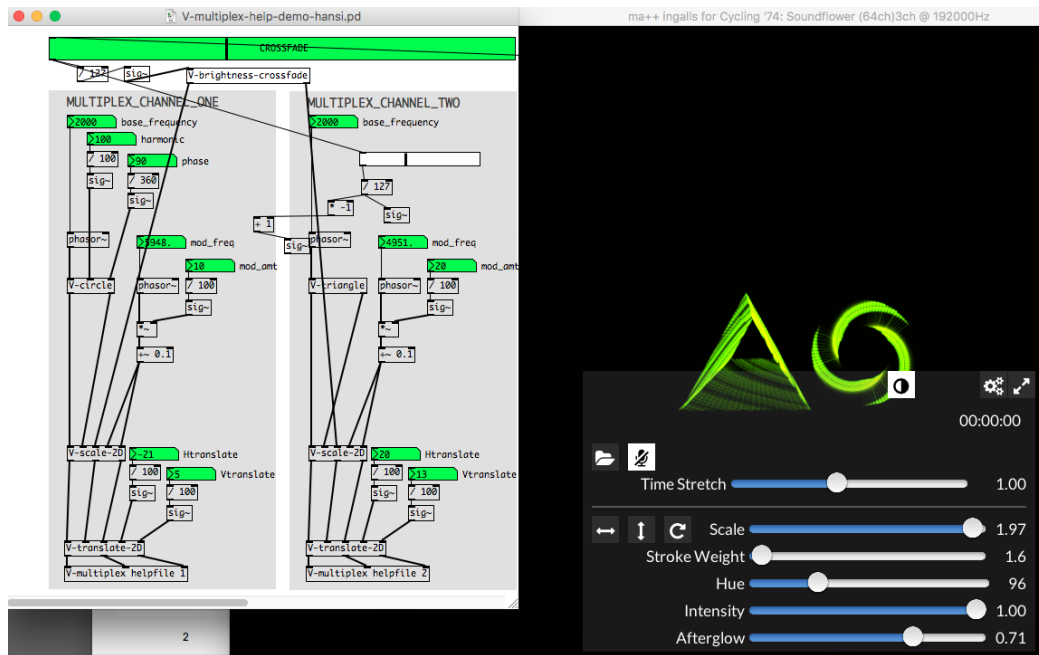 V-multiplex-help-demo-hansi.pd
ma++ ingalls for Cycling '74: Soundflower (64ch)3ch @ 192000Hz
CROSSFADE
/ 127
sig~
V-brightness-crossfade
MULTIPLEX_CHANNEL_ONE
2000
base_frequency
100
harmonic
/ 100
90
phase
sig~
/ 360
sig~
phasor~
5948.
mod_freq
10
mod_amt
V-circle
phasor~
/ 100
sig~
*~
+~ 0.1
V-scale-2D
-21
Htranslate
/ 100
5
Vtranslate
sig~
/ 100
sig~
V-translate-2D
V-multiplex helpfile 1
MULTIPLEX_CHANNEL_TWO
2000
base_frequency
/ 127
* -1
sig~
+ 1
sig~
phasor~
4951.
mod_freq
20
mod_amt
V-triangle
phasor~
/ 100
sig~
*~
+~ 0.1
V-scale-2D
20
Htranslate
/ 100
13
Vtranslate
sig~
/ 100
sig~
V-translate-2D
V-multiplex helpfile 2
2
00:00:00
Time Stretch 1.00
Scale 1.97
Stroke Weight 1.6
Hue 96
Intensity 1.00
Afterglow 0.71